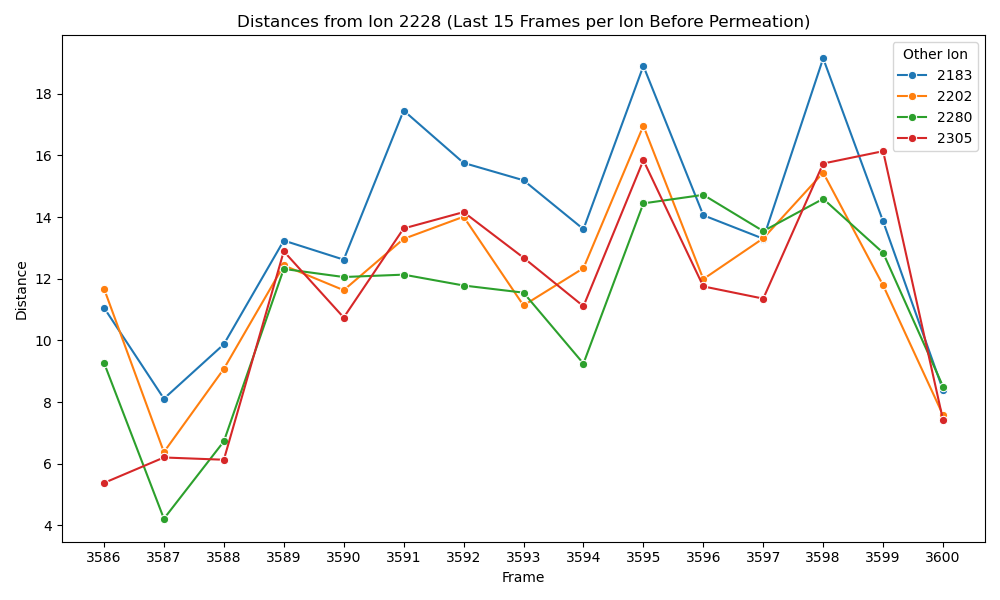 Distances from Ion 2228 (Last 15 Frames per Ion Before Permeation)
Other Ion
2183
2202
2280
2305
Distance
18
16
14
12
10
8
6
4
3586 3587 3588 3589 3590 3591 3592 3593 3594 3595 3596 3597 3598 3599 3600
Frame